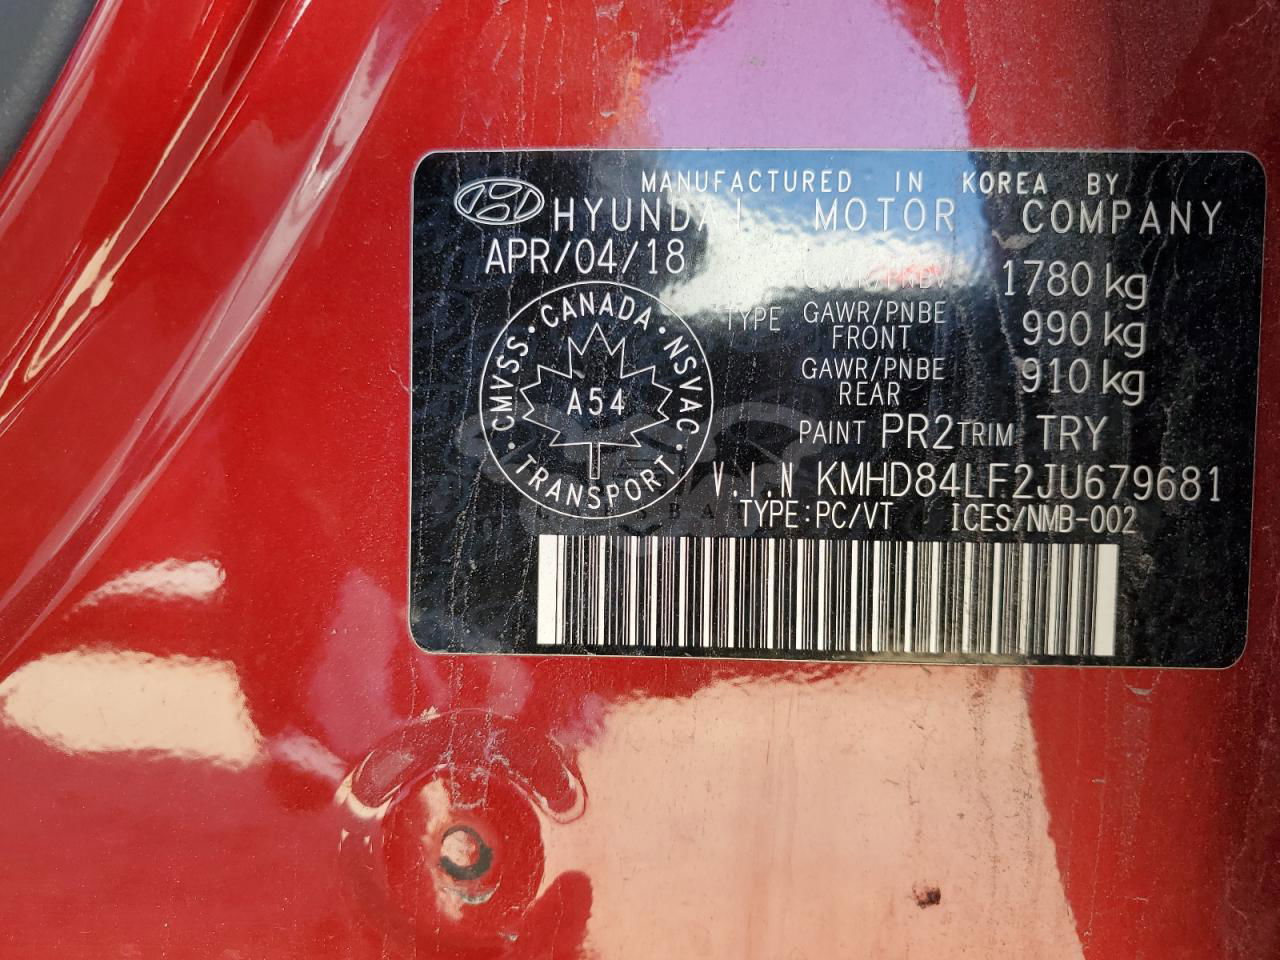 MANUFACTURED IN KOREA BY
HYUNDAI MOTOR COMPANY
APR/04/18
GVWR/PNBV 1780 kg
TYPE GAWR/PNBE FRONT 990 kg
GAWR/PNBE REAR 910 kg
CANADA · NSVAC · TRANSPORT · CMVSS ·
A54
PAINT PR2 TRIM TRY
V.I.N KMHD84LF2JU679681
TYPE:PC/VT ICES/NMB-002